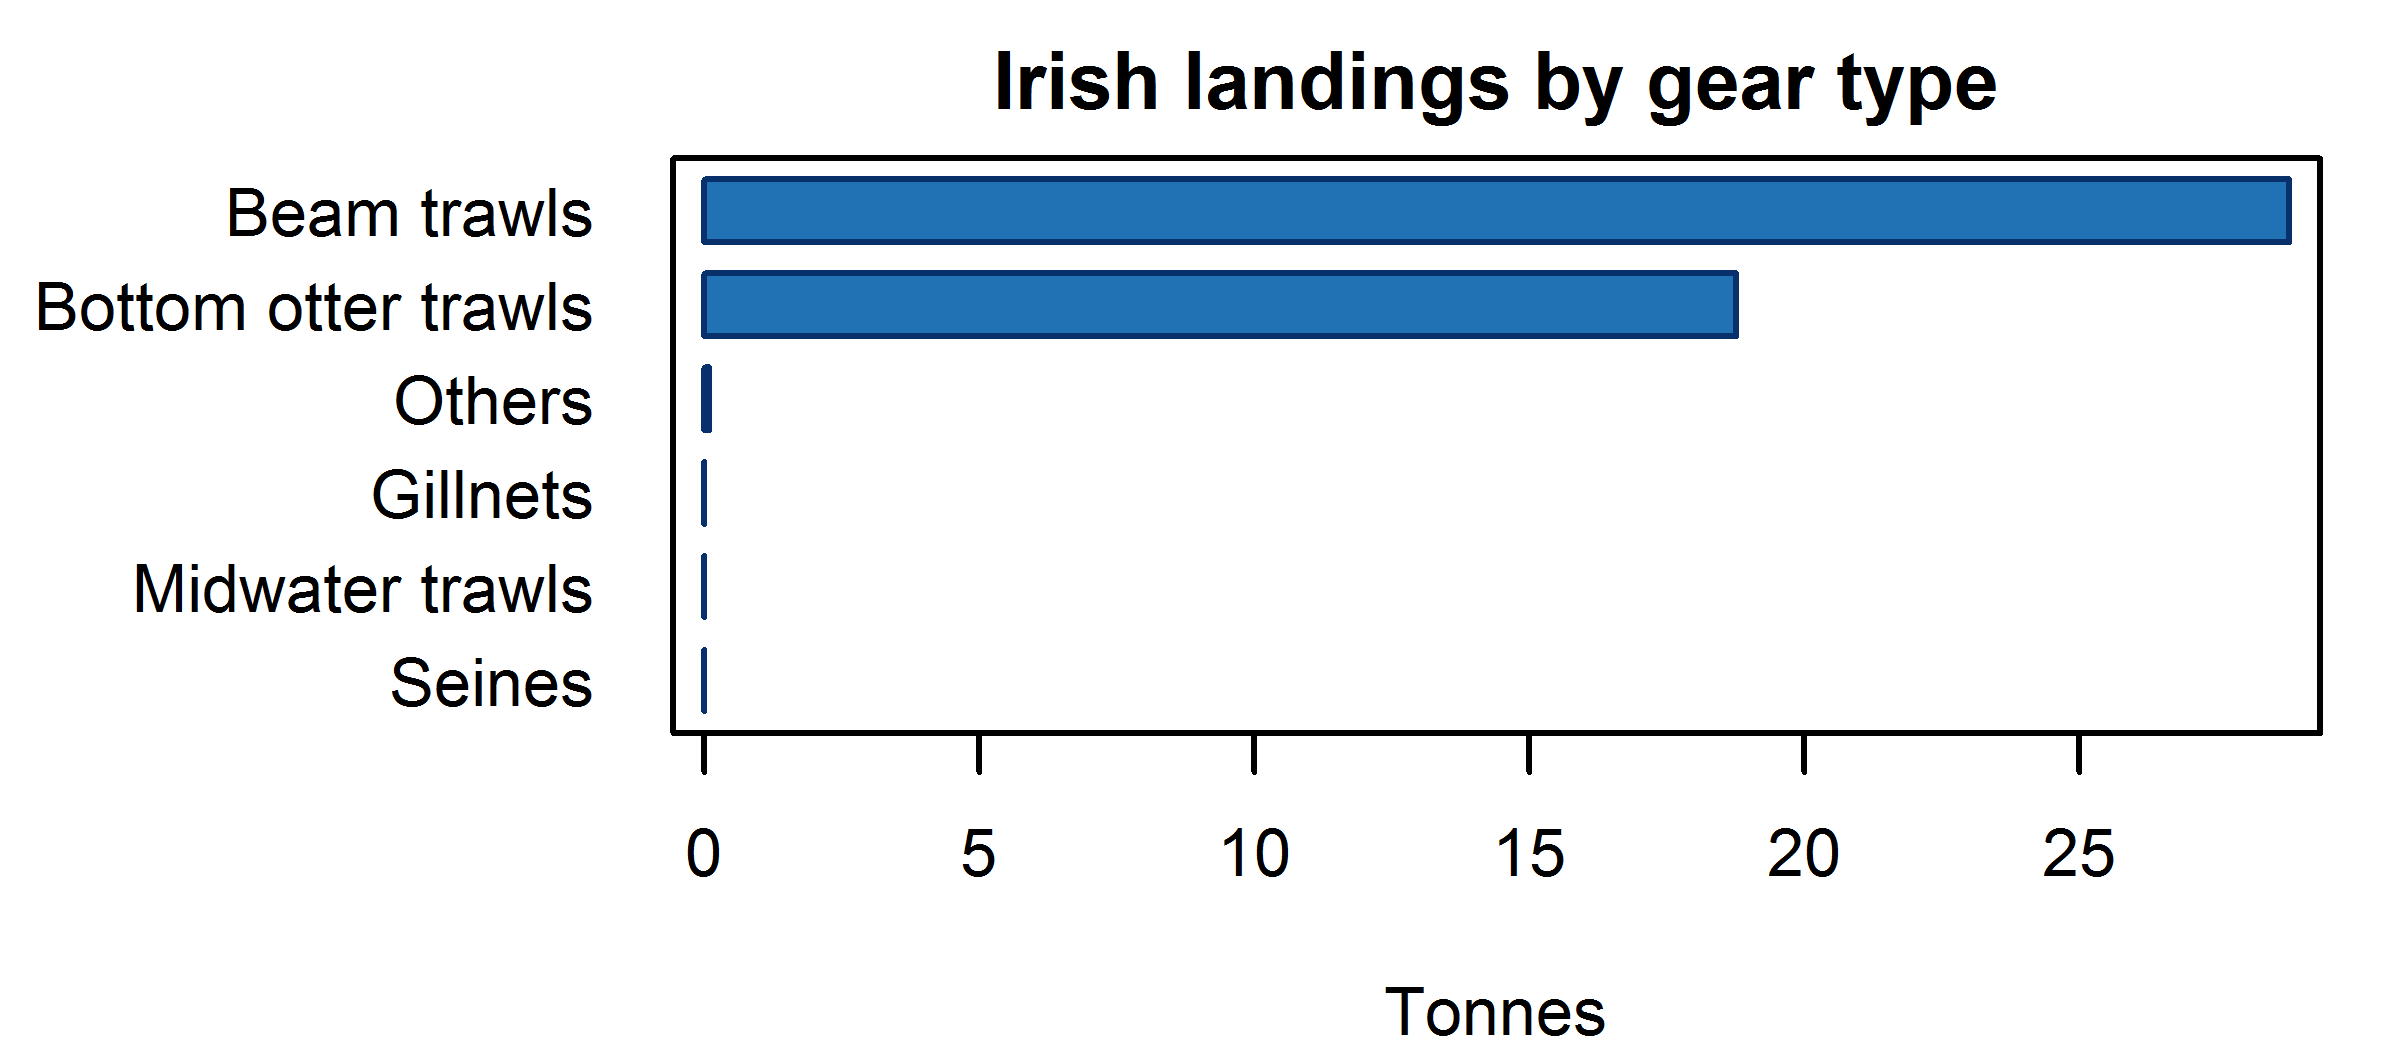 Irish landings by gear type
Beam trawls
Bottom otter trawls
Others
Gillnets
Midwater trawls
Seines
0 5 10 15 20 25
Tonnes